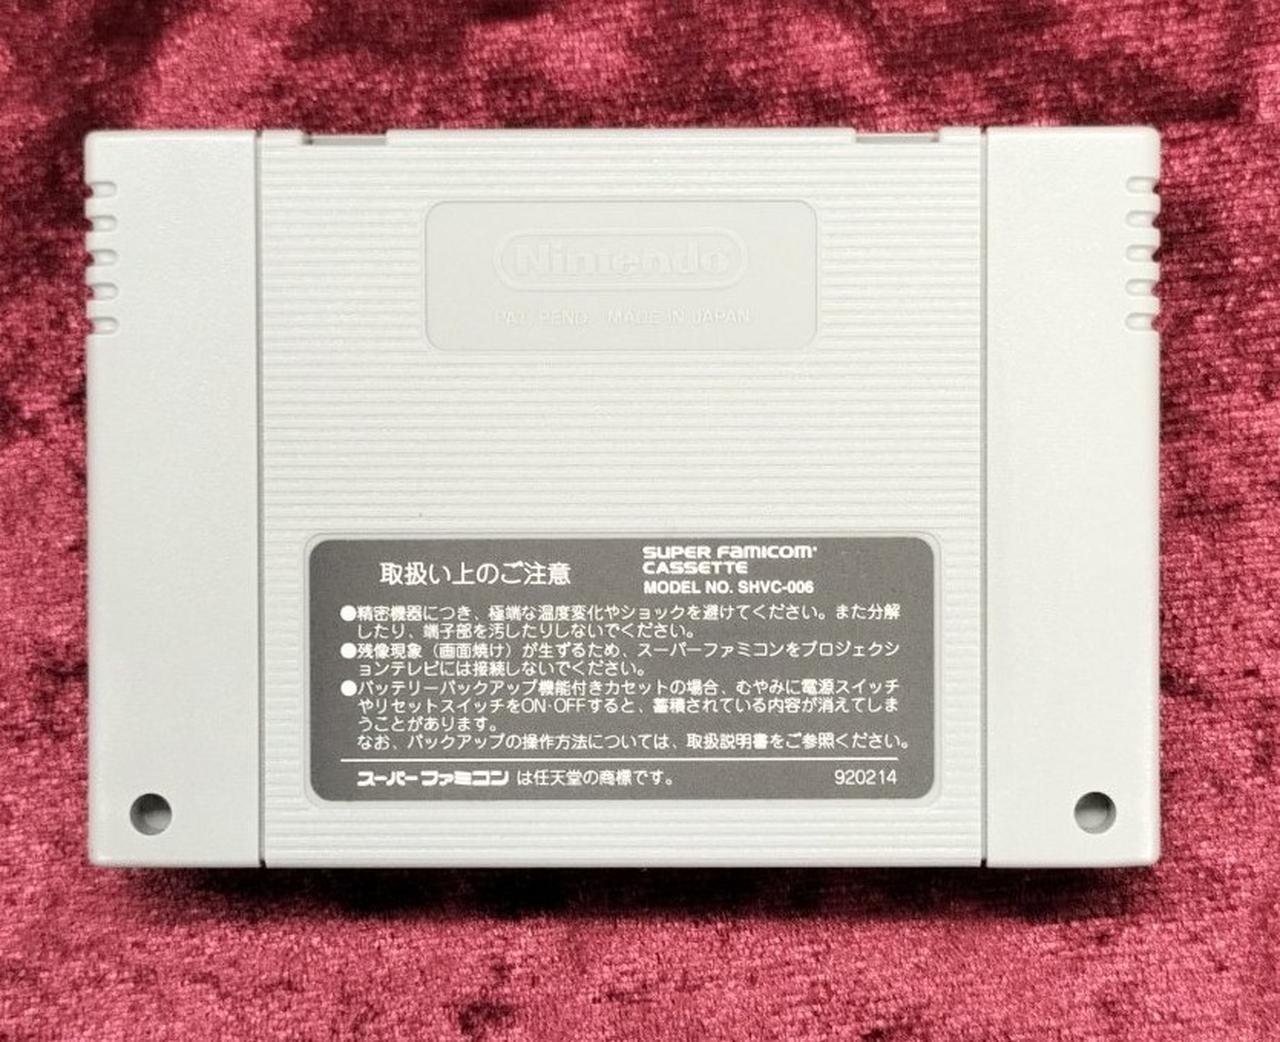 Nintendo
PAT. PEND. MADE IN JAPAN
取扱い上のご注意
SUPER FAMICOM
CASSETTE
MODEL NO. SHVC-006
●精密機器につき、極端な温度変化やショックを避けてください。また分解
したり、端子部を汚したりしないでください。
●残像現象（画面焼け）が生ずるため、スーパーファミコンをプロジェクシ
ョンテレビには接続しないでください。
●バッテリーバックアップ機能付きカセットの場合、むやみに電源スイッチ
やリセットスイッチをON·OFFすると、蓄積されている内容が消えてしま
うことがあります。
なお、バックアップの操作方法については、取扱説明書をご参照ください。
スーパーファミコン は任天堂の商標です。 920214